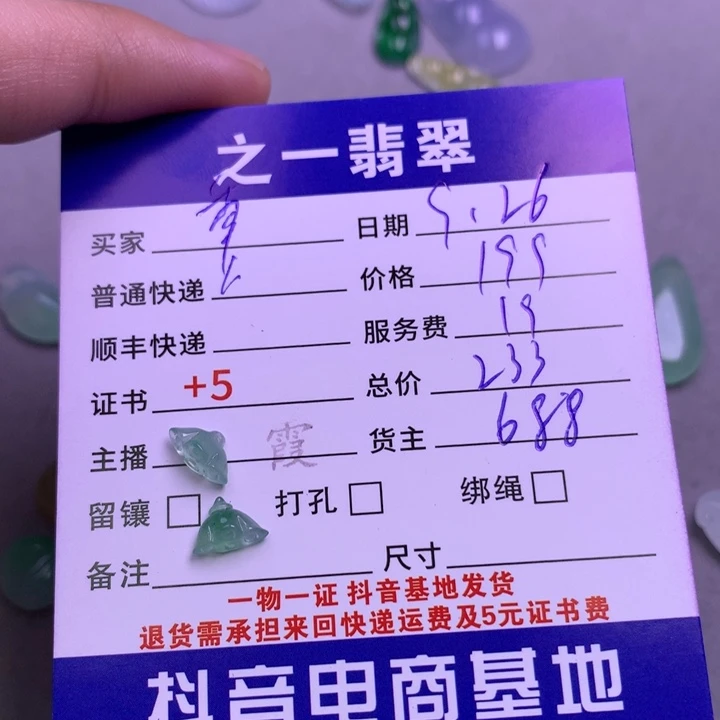 之一翡翠
买家 日期 9.26
普通快递 价格 199
顺丰快递 服务费 19
证书 +5 总价 233
主播 霞 货主 688
留镶 打孔 绑绳
备注 尺寸
一物一证 抖音基地发货
退货需承担来回快递运费及5元证书费
抖音电商基地